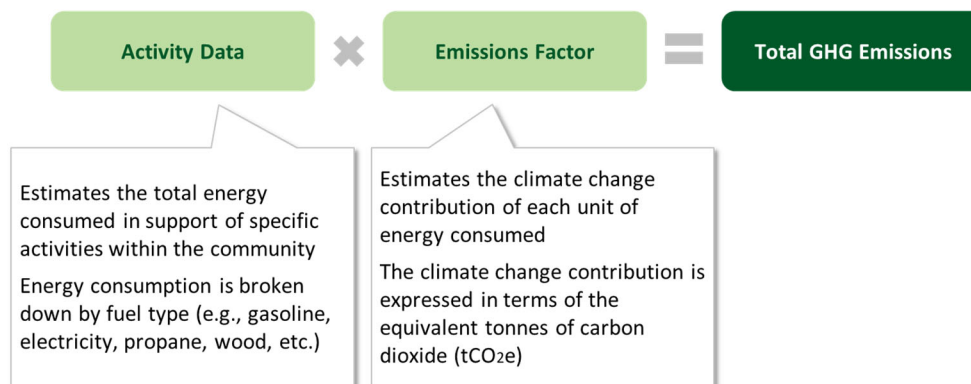 Activity Data
Emissions Factor
Total GHG Emissions
Estimates the total energy
consumed in support of specific
activities within the community
Energy consumption is broken
down by fuel type (e.g., gasoline,
electricity, propane, wood, etc.)
Estimates the climate change
contribution of each unit of
energy consumed
The climate change contribution is
expressed in terms of the
equivalent tonnes of carbon
dioxide (tCO₂e)